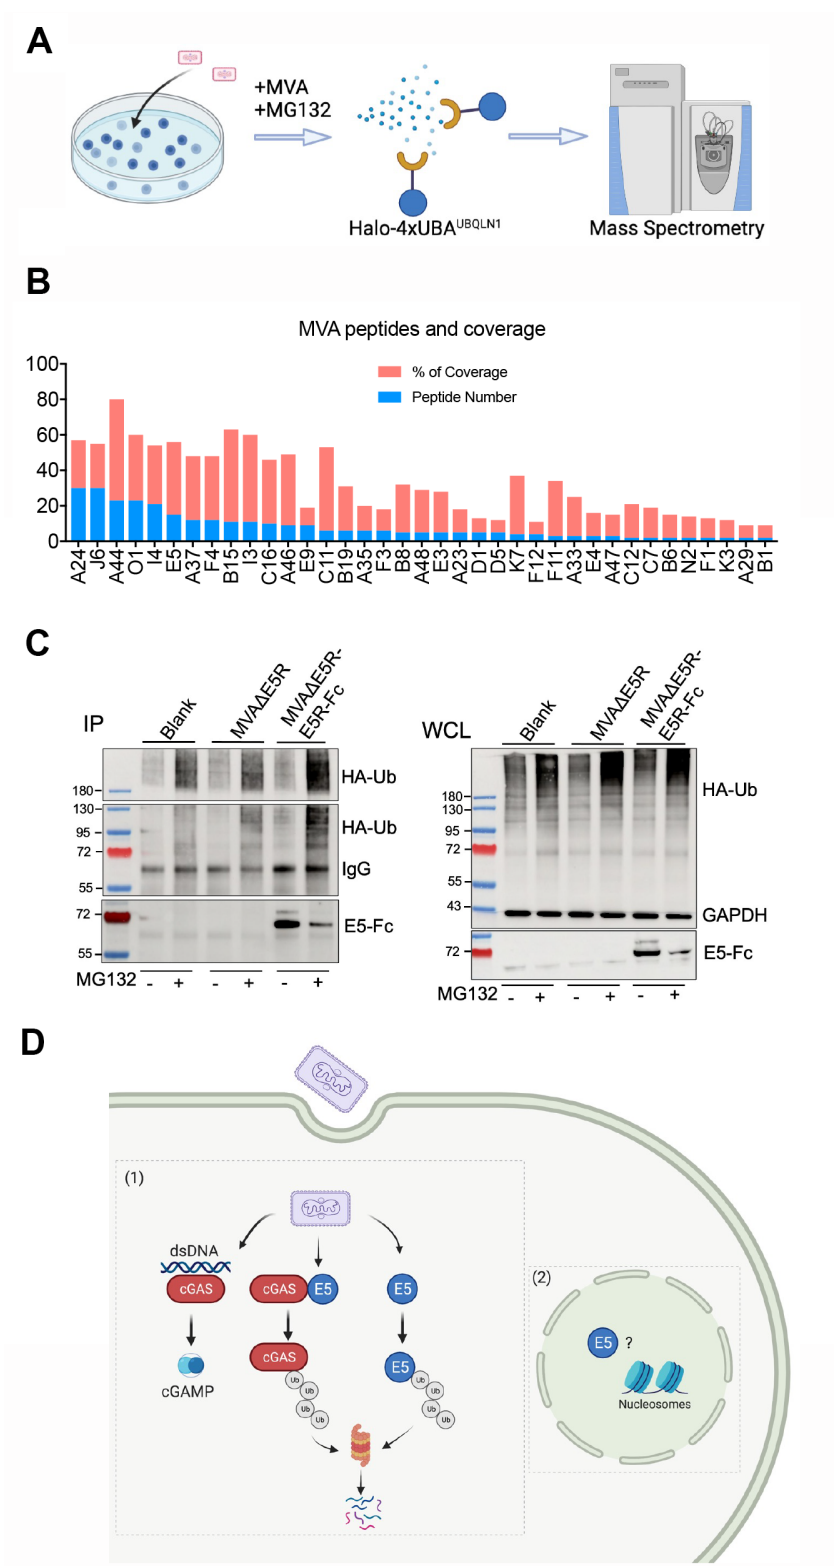 A
+MVA
+MG132
Halo-4xUBA^UBQLN1
Mass Spectrometry
B
MVA peptides and coverage
% of Coverage
Peptide Number
100
80
60
40
20
0
A24 J6 A44 O1 I4 E5 A37 F4 B15 I3 C16 A46 E9 C11 B19 A35 F3 B8 A48 E3 A23 D1 D5 K7 F12 F11 A33 E4 A47 C12 C7 B6 N2 F1 K3 A29 B1
C
IP
Blank
MVAΔE5R
MVAΔE5R-
E5R-Fc
180
HA-Ub
130
95
72
55
HA-Ub
IgG
72
55
E5-Fc
MG132 - + - + - +
WCL
Blank
MVAΔE5R
MVAΔE5R-
E5R-Fc
180
130
95
72
55
43
HA-Ub
GAPDH
72
E5-Fc
MG132 - + - + - +
D
(1)
dsDNA
cGAS
cGAS E5
E5
cGAS
E5
cGAMP
Ub
Ub
Ub
Ub
Ub
Ub
Ub
Ub
(2)
E5 ?
Nucleosomes